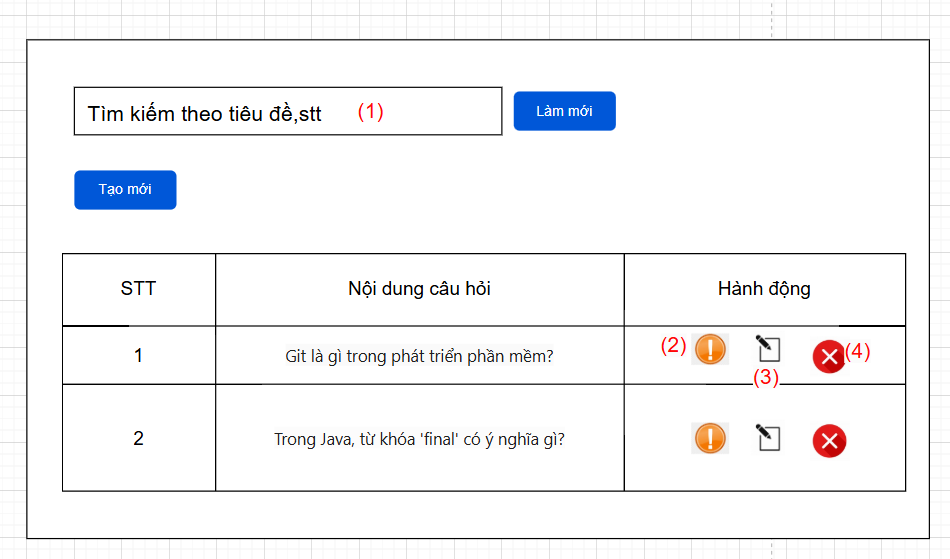 Tìm kiếm theo tiêu đề,stt (1)
Làm mới
Tạo mới
STT Nội dung câu hỏi Hành động
1 Git là gì trong phát triển phần mềm? (2) (4)
(3)
2 Trong Java, từ khóa 'final' có ý nghĩa gì?